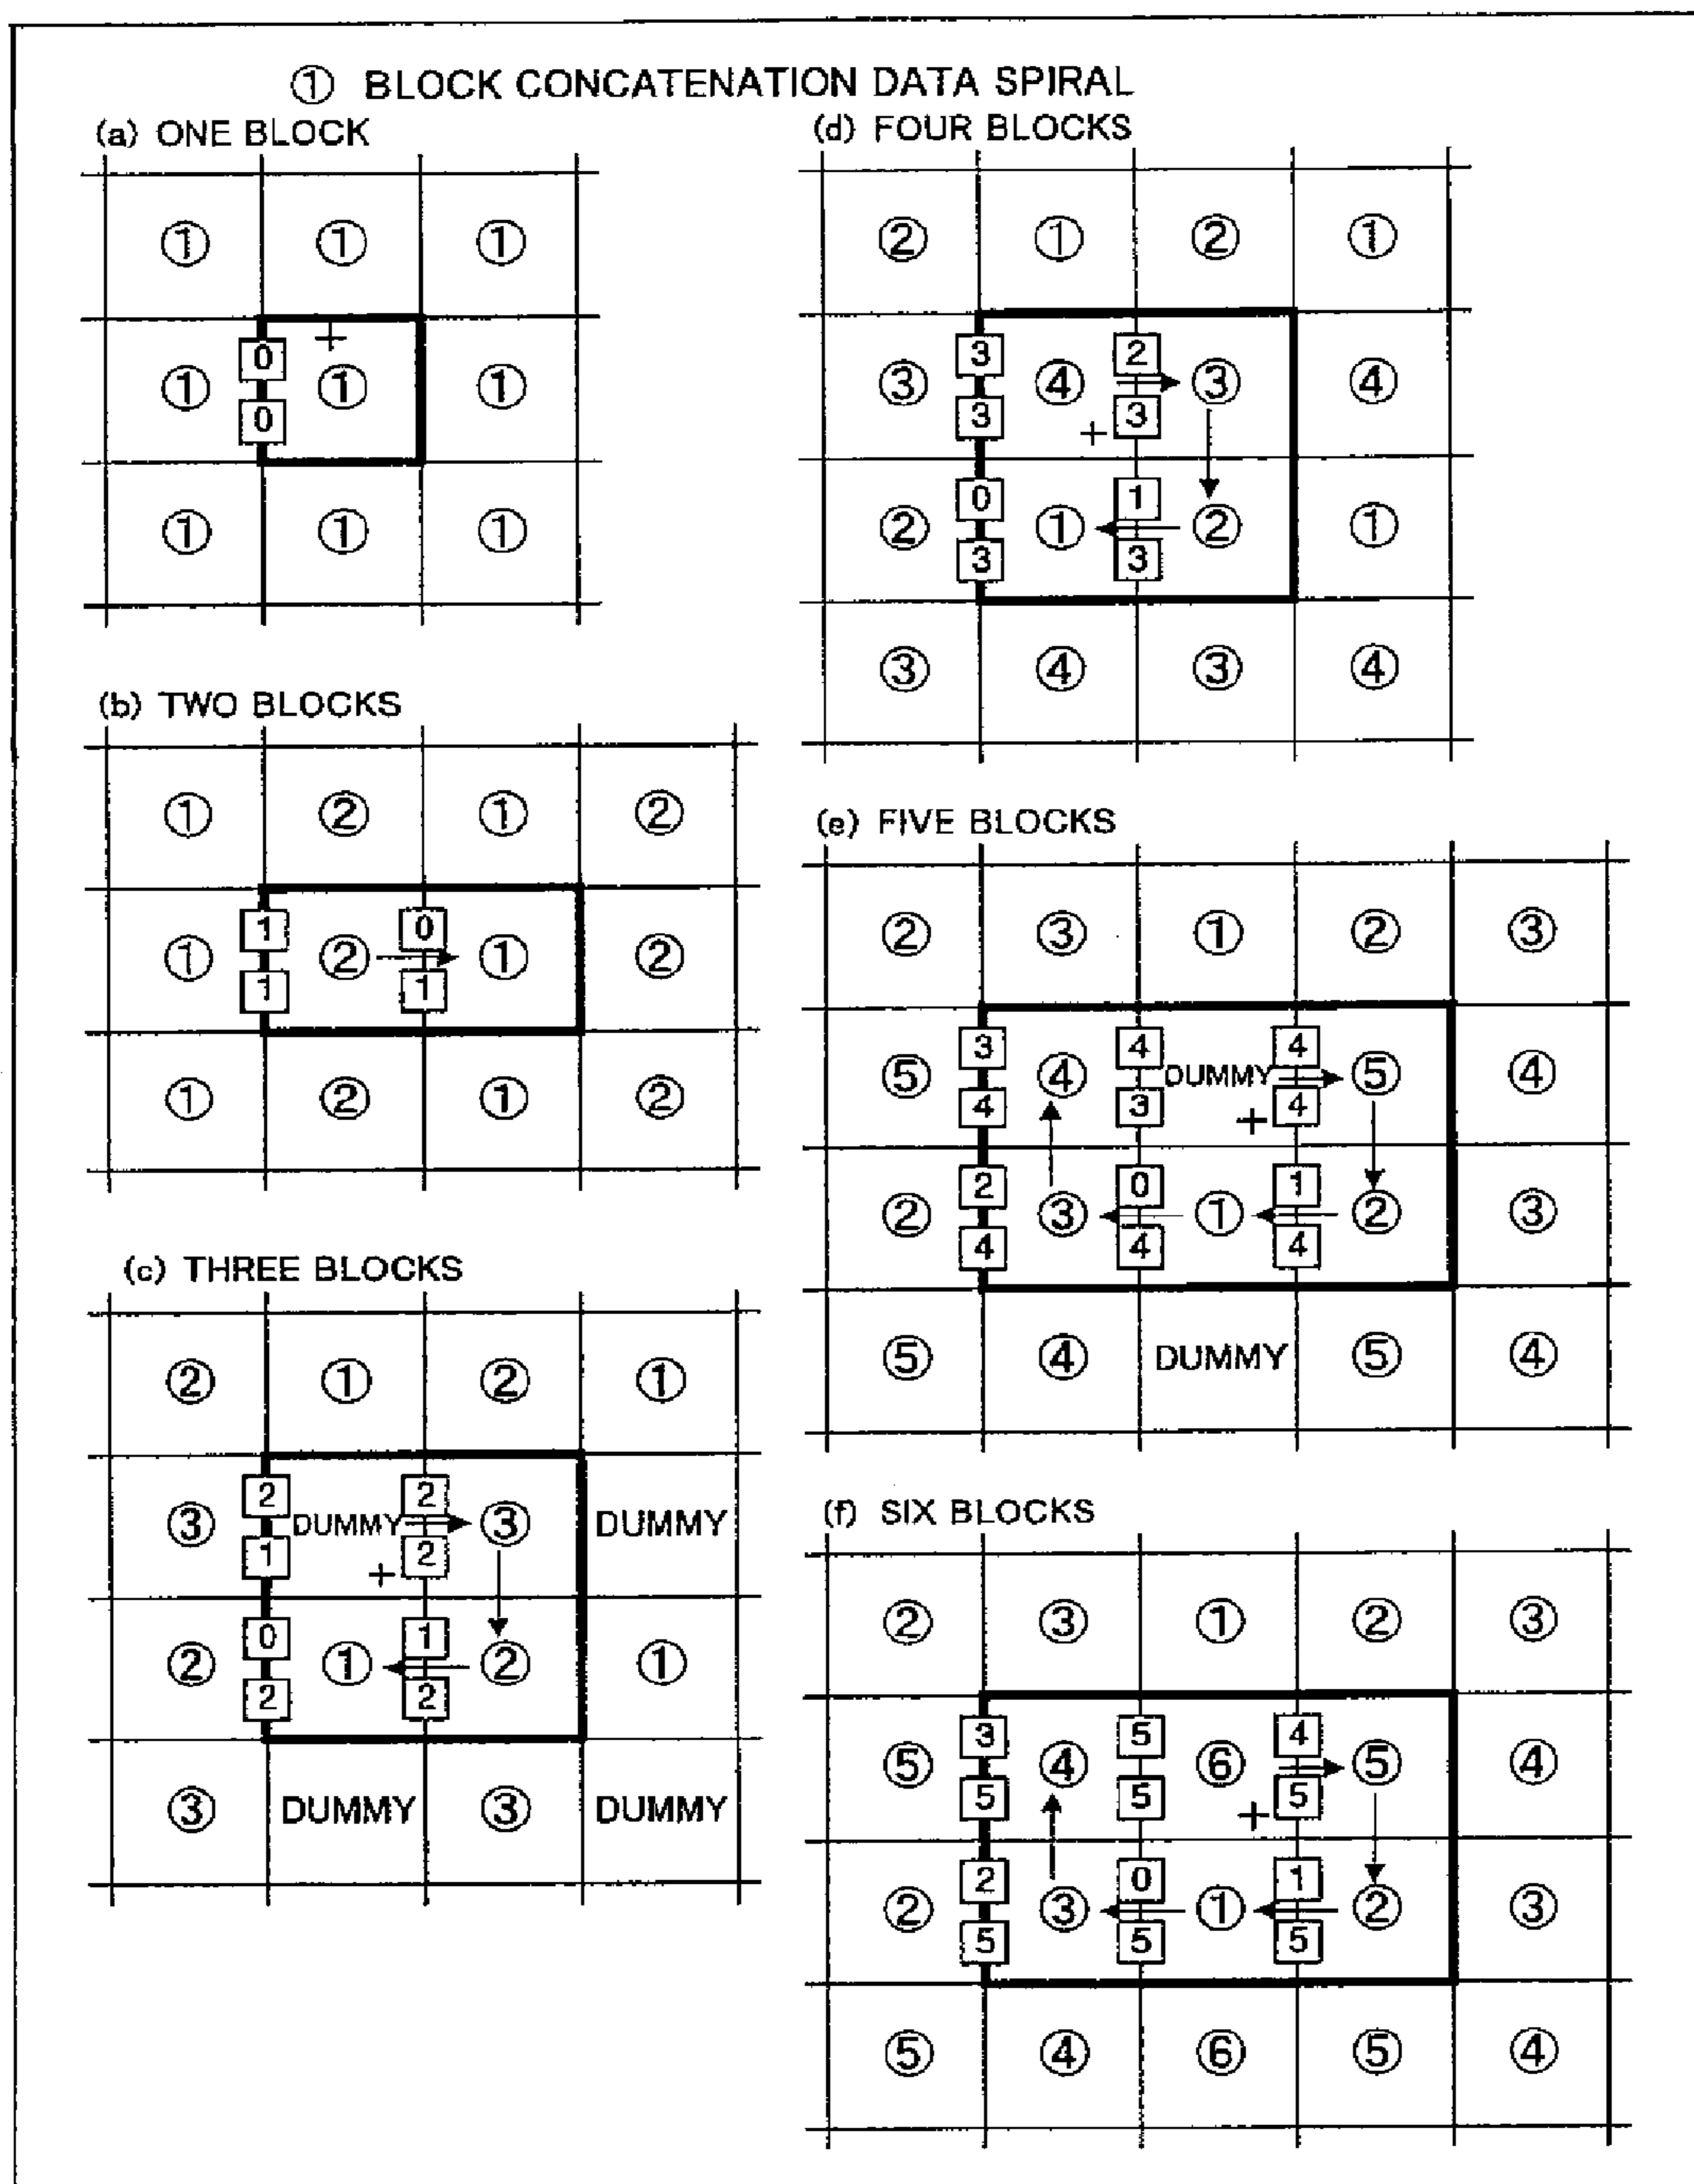 ① BLOCK CONCATENATION DATA SPIRAL
(a) ONE BLOCK
① ① ①
0
① ① ①
0
① ① ①
(b) TWO BLOCKS
① ② ① ②
1 0
① ② ① ②
1 1
① ② ① ②
(c) THREE BLOCKS
② ① ② ①
2 2
③ DUMMY ③ DUMMY
1 2
0 1
② ① ② ①
2 2
③ DUMMY ③ DUMMY
(d) FOUR BLOCKS
② ① ② ①
3 2
③ ④ ③ ④
3 3
0 1
② ① ② ①
3 3
③ ④ ③ ④
(e) FIVE BLOCKS
② ③ ① ② ③
3 4 4
⑤ ④ DUMMY ⑤ ④
4 3 4
2 0 1
② ③ ① ② ③
4 4 4
⑤ ④ DUMMY ⑤ ④
(f) SIX BLOCKS
② ③ ① ② ③
3 5 4
⑤ ④ ⑥ ⑤ ④
5 5 5
2 0 1
② ③ ① ② ③
5 5 5
⑤ ④ ⑥ ⑤ ④